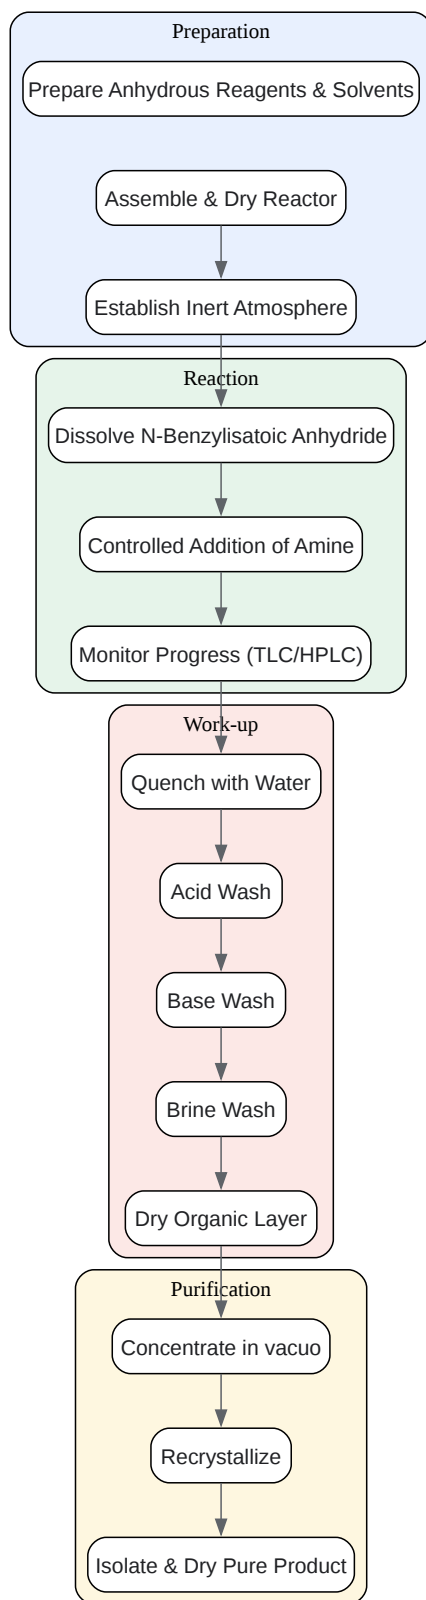 Preparation
Prepare Anhydrous Reagents & Solvents
Assemble & Dry Reactor
Establish Inert Atmosphere
Reaction
Dissolve N-Benzylisatoic Anhydride
Controlled Addition of Amine
Monitor Progress (TLC/HPLC)
Work-up
Quench with Water
Acid Wash
Base Wash
Brine Wash
Dry Organic Layer
Purification
Concentrate in vacuo
Recrystallize
Isolate & Dry Pure Product